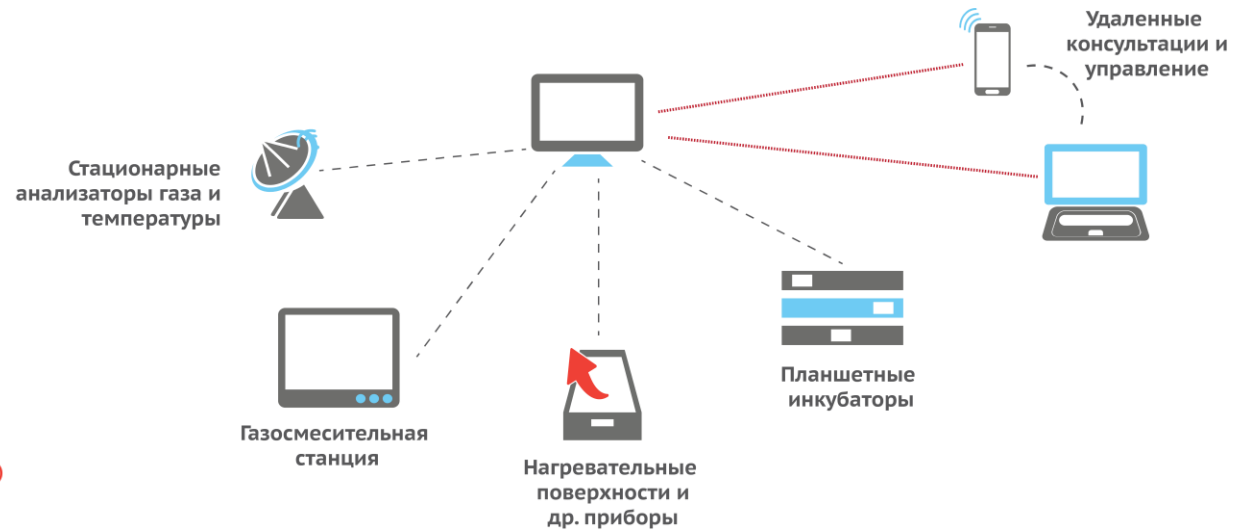 Удаленные
консультации и
управление
Стационарные
анализаторы газа и
температуры
Планшетные
инкубаторы
Газосмесительная
станция
Нагревательные
поверхности и
др. приборы